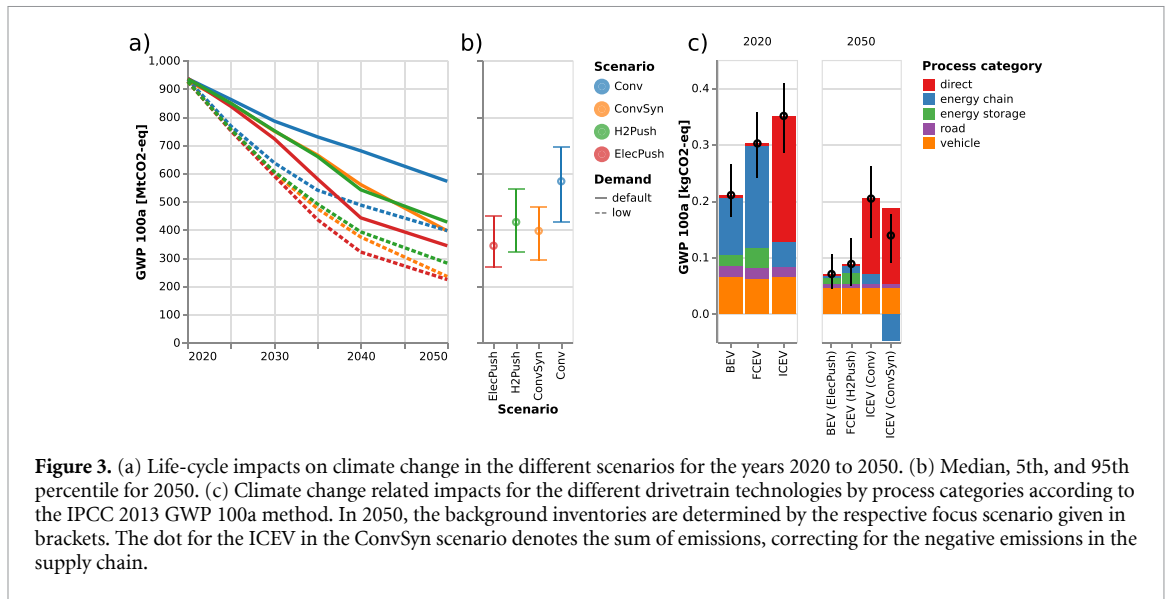 a)
b)
c)
1,000
900
800
700
600
500
400
300
200
100
0
GWP 100a [MtCO2-eq]
2020
2030
2040
2050
ElecPush
H2Push
ConvSyn
Conv
Scenario
Scenario
Conv
ConvSyn
H2Push
ElecPush
Demand
default
low
2020
2050
0.4
0.3
0.2
0.1
0.0
GWP 100a [kgCO2-eq]
BEV
FCEV
ICEV
BEV (ElecPush)
FCEV (H2Push)
ICEV (Conv)
ICEV (ConvSyn)
Process category
direct
energy chain
energy storage
road
vehicle
Figure 3. (a) Life-cycle impacts on climate change in the different scenarios for the years 2020 to 2050. (b) Median, 5th, and 95th
percentile for 2050. (c) Climate change related impacts for the different drivetrain technologies by process categories according to
the IPCC 2013 GWP 100a method. In 2050, the background inventories are determined by the respective focus scenario given in
brackets. The dot for the ICEV in the ConvSyn scenario denotes the sum of emissions, correcting for the negative emissions in the
supply chain.